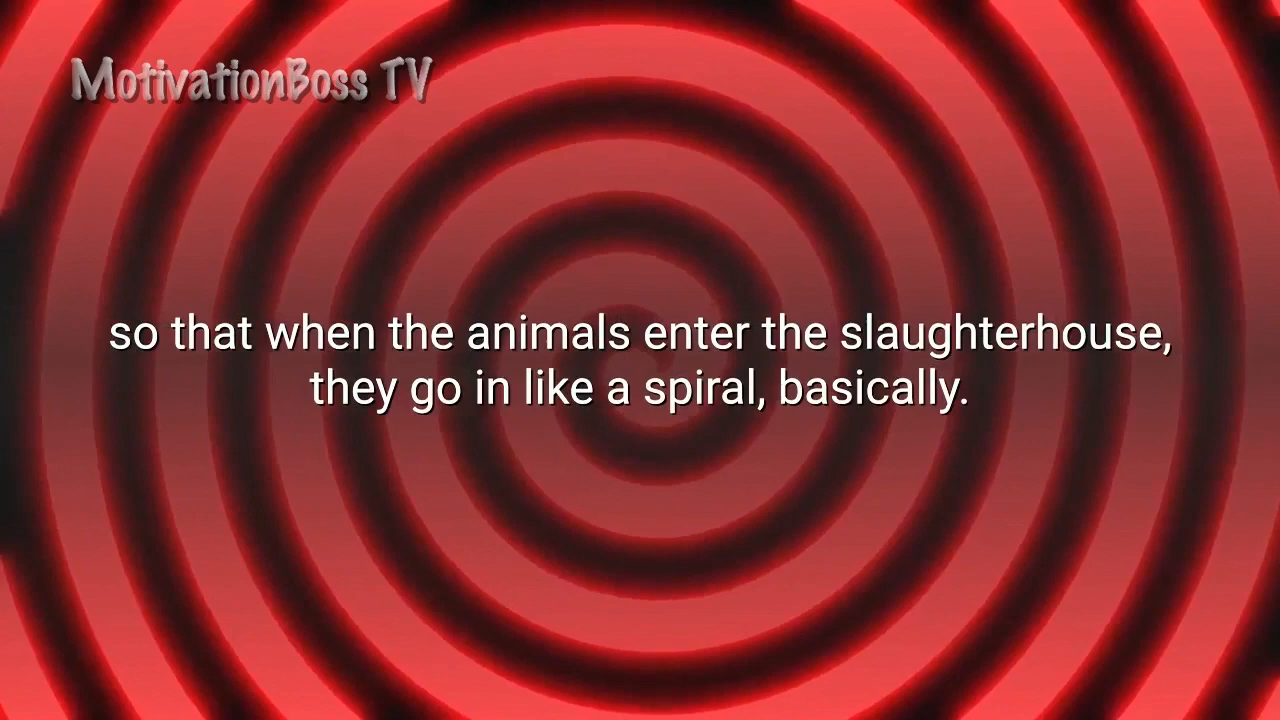 MotivationBoss TV
so that when the animals enter the slaughterhouse,
they go in like a spiral, basically.